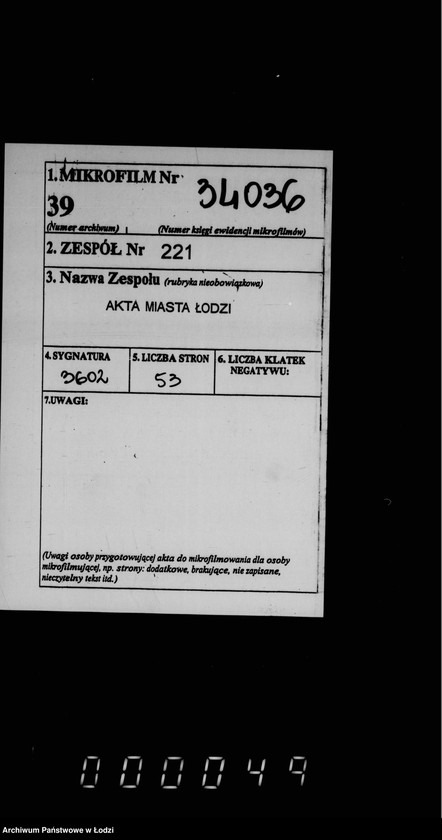 1. MIKROFILM Nr 34036
39
(Numer archiwum) (Numer księgi ewidencji mikrofilmów)
2. ZESPÓŁ Nr 221
3. Nazwa Zespołu (rubryka nieobowiązkowa)
AKTA MIASTA ŁODZI
4. SYGNATURA 5. LICZBA STRON 6. LICZBA KLATEK
NEGATYWU:
3602 53
7. UWAGI:
(Uwagi osoby przygotowującej akta do mikrofilmowania dla osoby
mikrofilmującej, np. strony: dodatkowe, brakujące, nie zapisane,
nieczytelny tekst itd.)
000049
Archiwum Państwowe w Łodzi